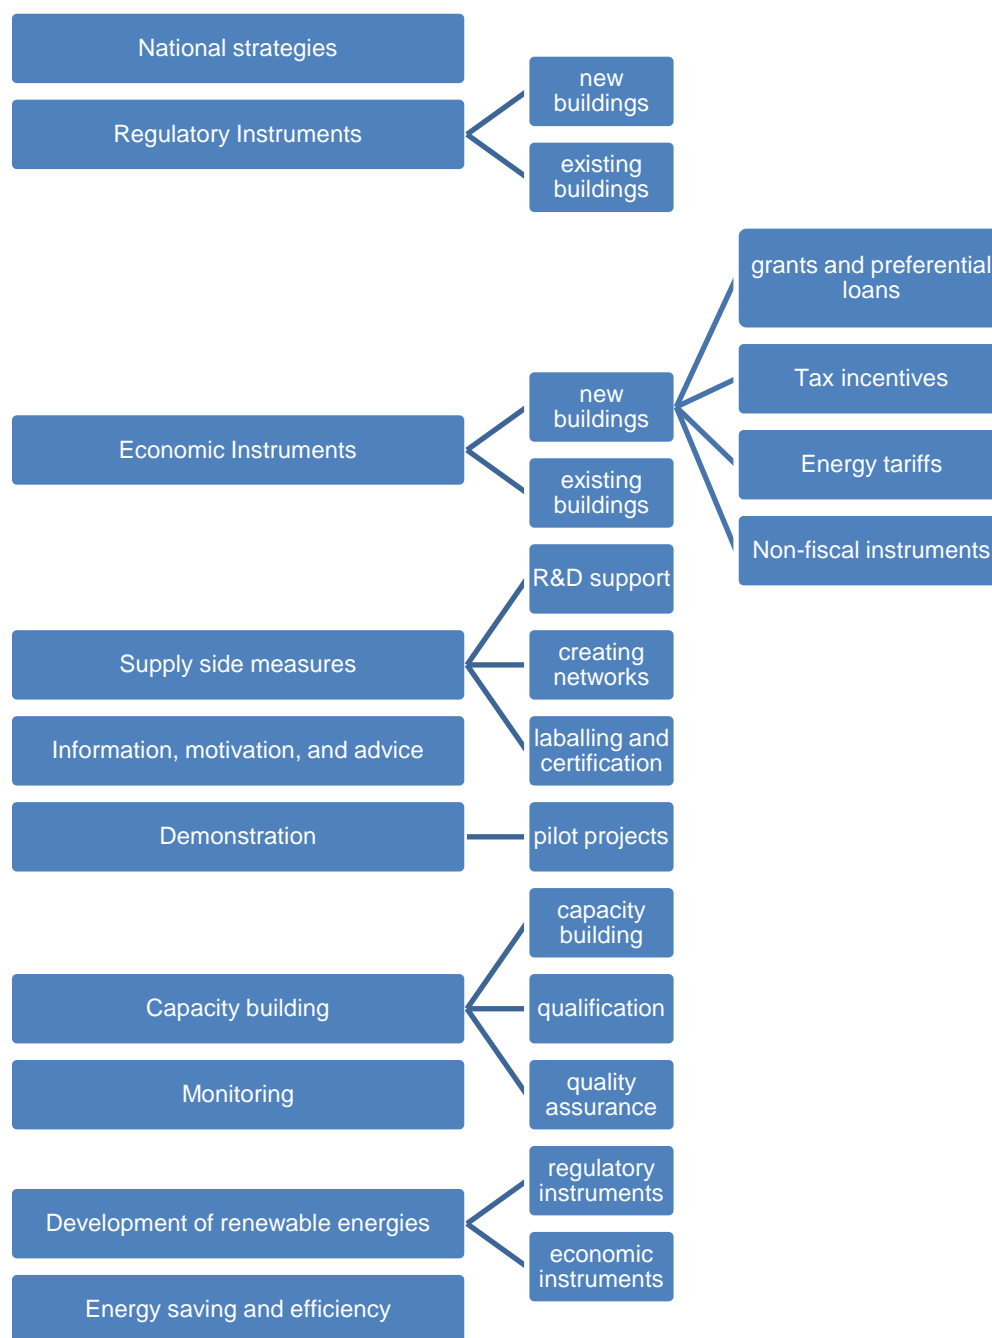 National strategies
Regulatory Instruments
new
buildings
existing
buildings
Economic Instruments
new
buildings
grants and preferential
loans
Tax incentives
Energy tariffs
Non-fiscal instruments
existing
buildings
Supply side measures
R&D support
creating
networks
laballing and
certification
Information, motivation, and advice
Demonstration
pilot projects
Capacity building
capacity
building
qualification
quality
assurance
Monitoring
Development of renewable energies
regulatory
instruments
economic
instruments
Energy saving and efficiency